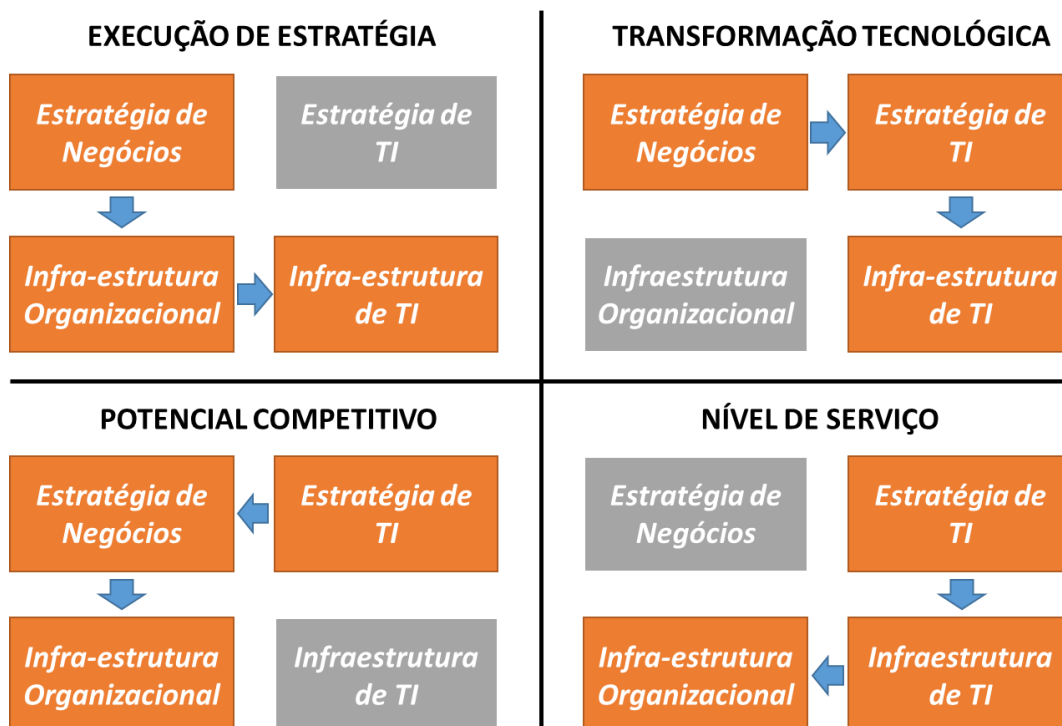 EXECUÇÃO DE ESTRATÉGIA
Estratégia de
Negócios
Estratégia de
TI
Infra-estrutura
Organizacional
Infra-estrutura
de TI
TRANSFORMAÇÃO TECNOLÓGICA
Estratégia de
Negócios
Estratégia de
TI
Infraestrutura
Organizacional
Infra-estrutura
de TI
POTENCIAL COMPETITIVO
Estratégia de
Negócios
Estratégia de
TI
Infra-estrutura
Organizacional
Infraestrutura
de TI
NÍVEL DE SERVIÇO
Estratégia de
Negócios
Estratégia de
TI
Infra-estrutura
Organizacional
Infraestrutura
de TI